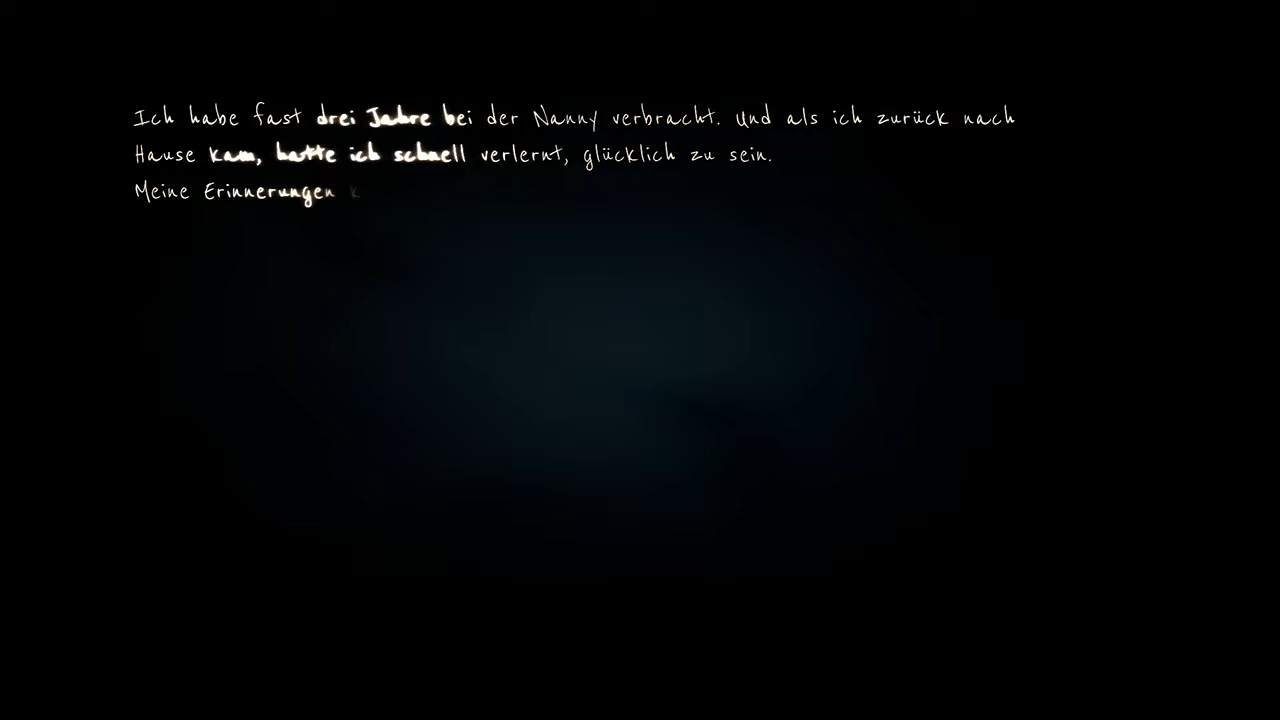 Ich habe fast drei Jahre bei der Nanny verbracht. Und als ich zurück nach
Hause kam, hatte ich schnell verlernt, glücklich zu sein.
Meine Erinnerungen